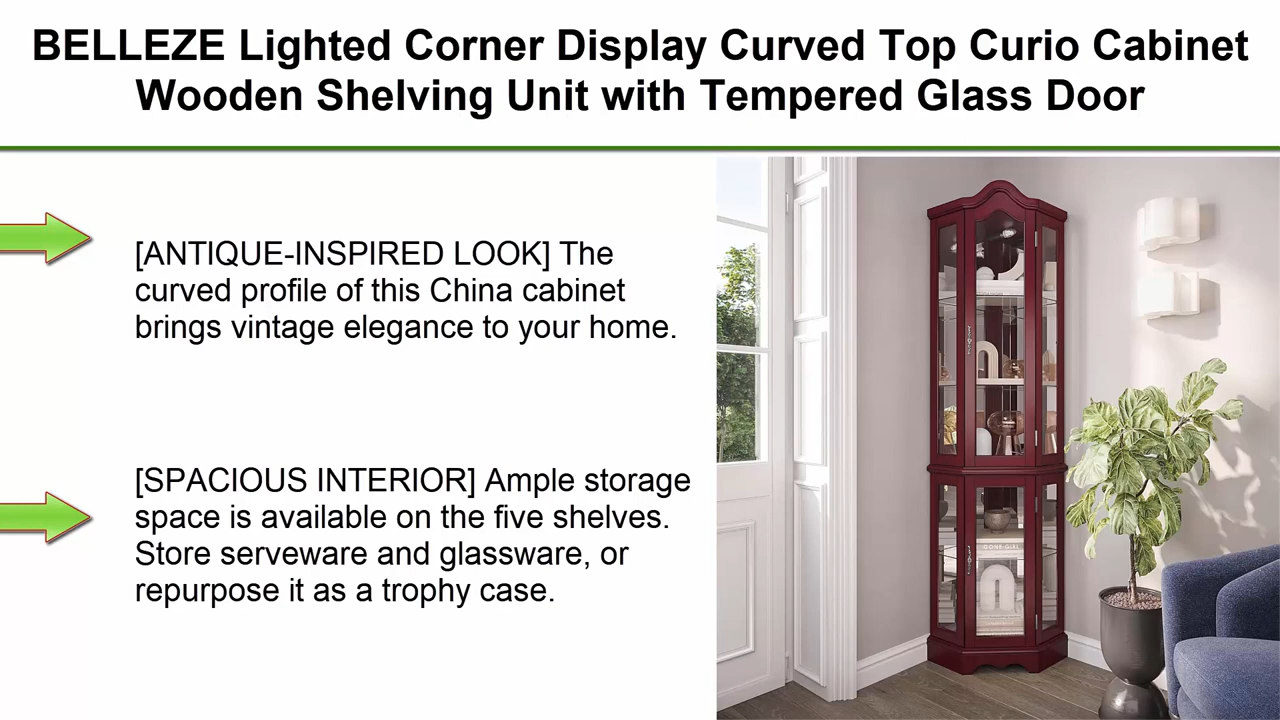 BELLEZE Lighted Corner Display Curved Top Curio Cabinet
Wooden Shelving Unit with Tempered Glass Door
[ANTIQUE-INSPIRED LOOK] The
curved profile of this China cabinet
brings vintage elegance to your home.
[SPACIOUS INTERIOR] Ample storage
space is available on the five shelves.
Store serveware and glassware, or
repurpose it as a trophy case.
GONE GIRL